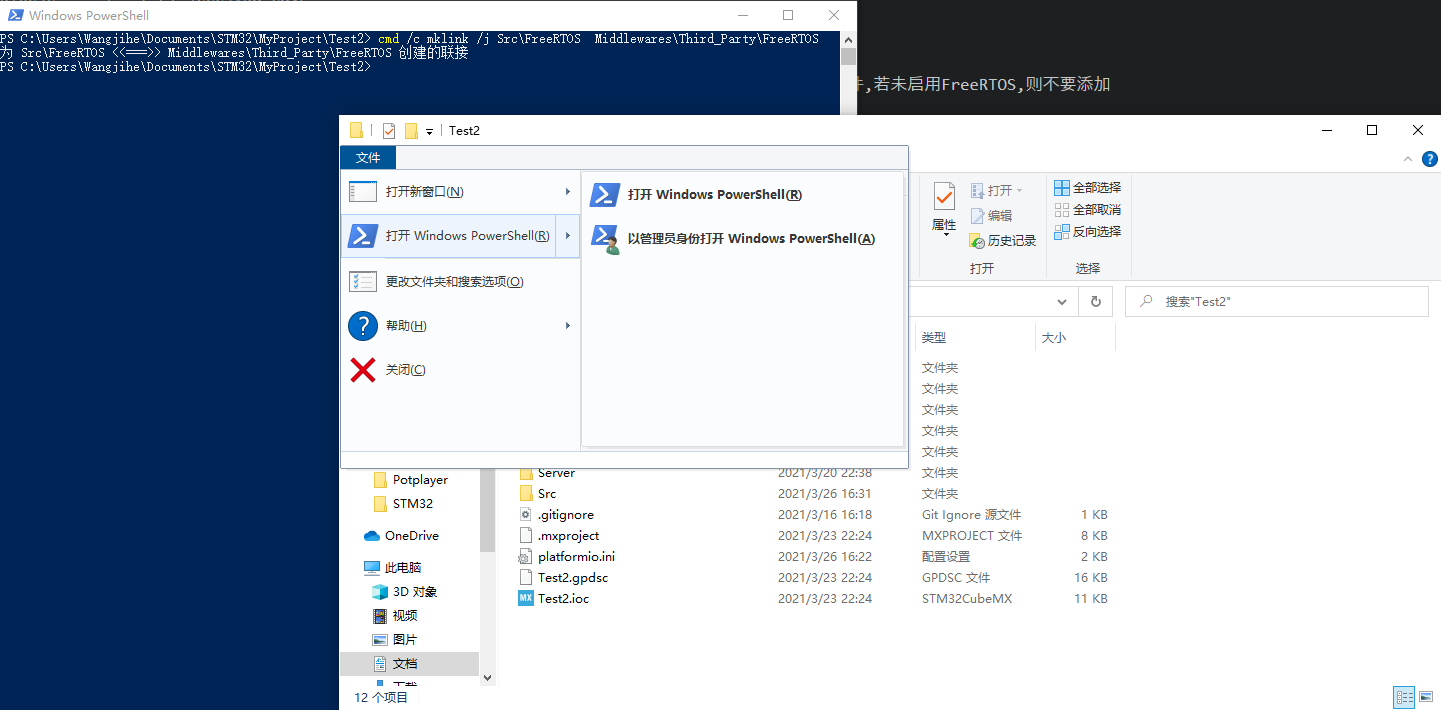 Windows PowerShell
PS C:\Users\Wangjihe\Documents\STM32\MyProject\Test2> cmd /c mklink /j Src\FreeRTOS  Middlewares\Third_Party\FreeRTOS
为 Src\FreeRTOS <<===>> Middlewares\Third_Party\FreeRTOS 创建的联接
PS C:\Users\Wangjihe\Documents\STM32\MyProject\Test2>
,若未启用FreeRTOS,则不要添加
Test2
文件
打开新窗口(N)
打开 Windows PowerShell(R)
更改文件夹和搜索选项(O)
帮助(H)
关闭(C)
打开 Windows PowerShell(R)
以管理员身份打开 Windows PowerShell(A)
属性
打开
编辑
历史记录
打开
全部选择
全部取消
反向选择
选择
搜索"Test2"
类型 大小
文件夹
文件夹
文件夹
文件夹
文件夹
Server 2021/3/20 22:38 文件夹
Src 2021/3/26 16:31 文件夹
.gitignore 2021/3/16 16:18 Git Ignore 源文件 1 KB
.mxproject 2021/3/23 22:24 MXPROJECT 文件 8 KB
platformio.ini 2021/3/26 16:22 配置设置 2 KB
Test2.gpdsc 2021/3/23 22:24 GPDSC 文件 16 KB
MX Test2.ioc 2021/3/23 22:24 STM32CubeMX 11 KB
Potplayer
STM32
OneDrive
此电脑
3D 对象
视频
图片
文档
12 个项目